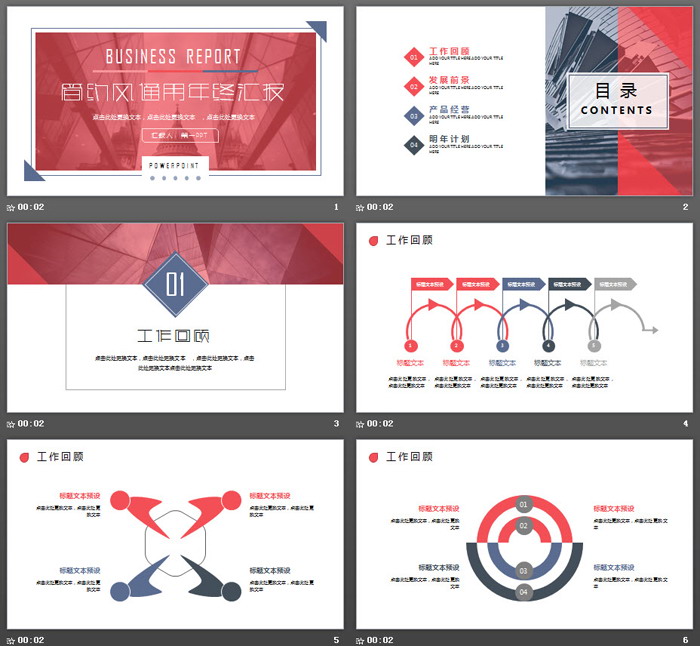 BUSINESS REPORT
简约风通用年终汇报
点击此处更换文本，点击此处更换文本，点击此处更换文本
汇报人：第一PPT
POWERPOINT
00:02
1
01
工作回顾
ADD YOUR TITLE HERE.ADD YOUR TITLE
HERE
02
发展前景
ADD YOUR TITLE HERE.ADD YOUR TITLE
HERE
03
产品经营
ADD YOUR TITLE HERE.ADD YOUR TITLE
HERE
04
明年计划
ADD YOUR TITLE HERE.ADD YOUR TITLE
HERE
目录
CONTENTS
00:02
2
01
工作回顾
点击此处更换文本，点击此处更换文本 ，点击此处更换文本，点击
此处更换文本点击此处更换文本
00:02
3
工作回顾
标题文本预设 标题文本预设 标题文本预设 标题文本预设 标题文本预设
1 2 3 4 5
标题文本 标题文本 标题文本 标题文本 标题文本
00:02
4
工作回顾
标题文本预设
点击此处更换文本，点击此处更
换文本
标题文本预设
点击此处更换文本，点击此处更
换文本
标题文本预设
点击此处更换文本，点击此处更
换文本
标题文本预设
点击此处更换文本，点击此处更
换文本
00:02
5
工作回顾
标题文本预设
点击此处更换文本，点击此处更换
文本
01
02
标题文本预设
点击此处更换文本，点击此处更换文
本
标题文本预设
点击此处更换文本，点击此处更换
文本
03
04
标题文本预设
点击此处更换文本，点击此处更换文
本
00:02
6